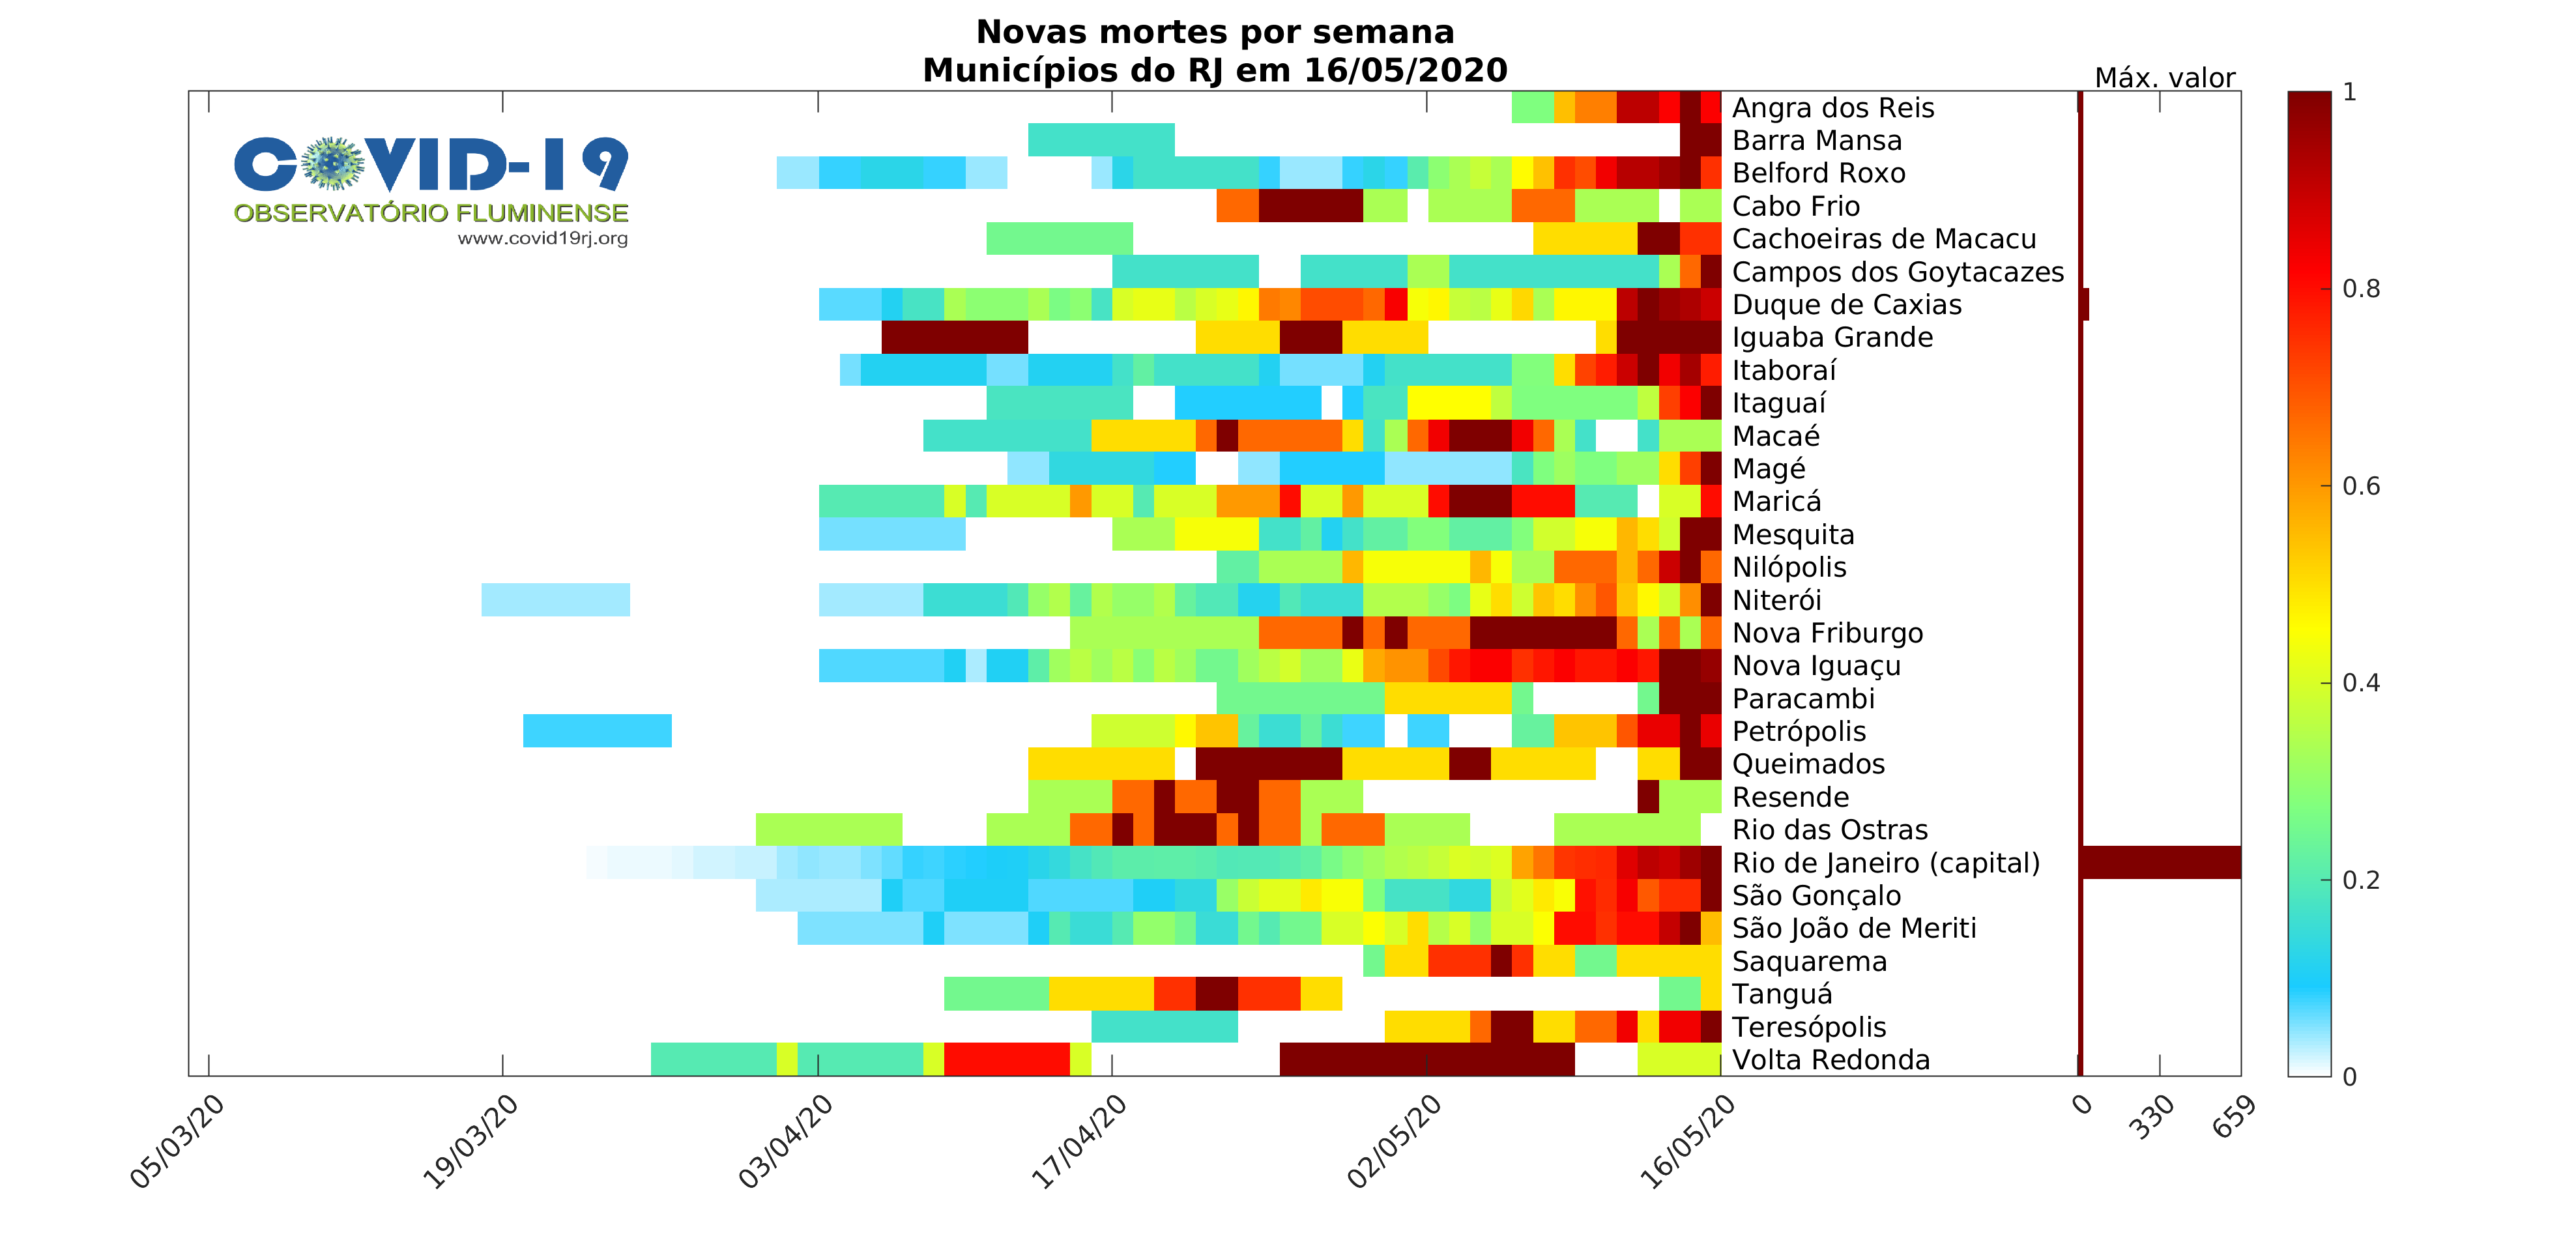 Novas mortes por semana
Municípios do RJ em 16/05/2020
Máx. valor
COVID-19
OBSERVATÓRIO FLUMINENSE
www.covid19rj.org
Angra dos Reis
Barra Mansa
Belford Roxo
Cabo Frio
Cachoeiras de Macacu
Campos dos Goytacazes
Duque de Caxias
Iguaba Grande
Itaboraí
Itaguaí
Macaé
Magé
Maricá
Mesquita
Nilópolis
Niterói
Nova Friburgo
Nova Iguaçu
Paracambi
Petrópolis
Queimados
Resende
Rio das Ostras
Rio de Janeiro (capital)
São Gonçalo
São João de Meriti
Saquarema
Tanguá
Teresópolis
Volta Redonda
1
0.8
0.6
0.4
0.2
0
05/03/20
19/03/20
03/04/20
17/04/20
02/05/20
16/05/20
0
330
659